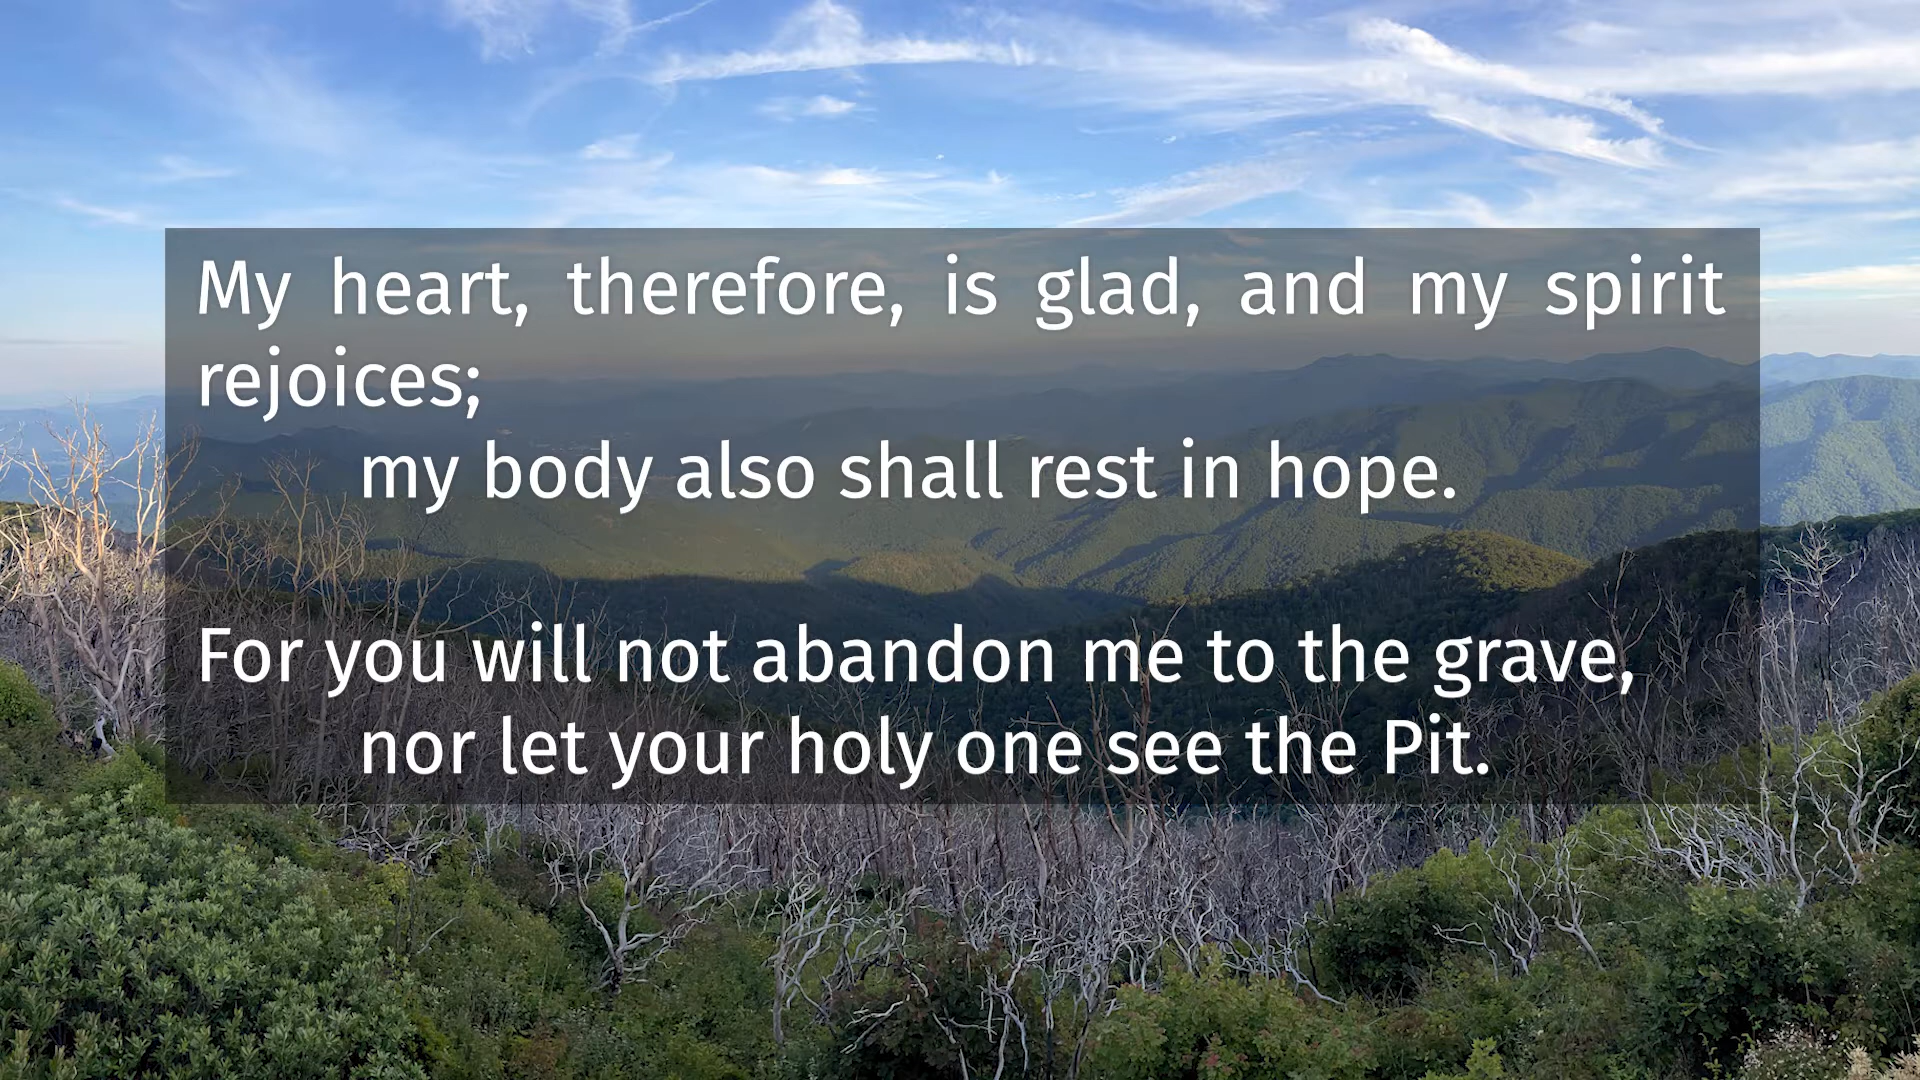 My heart, therefore, is glad, and my spirit
rejoices;
my body also shall rest in hope.
For you will not abandon me to the grave,
nor let your holy one see the Pit.